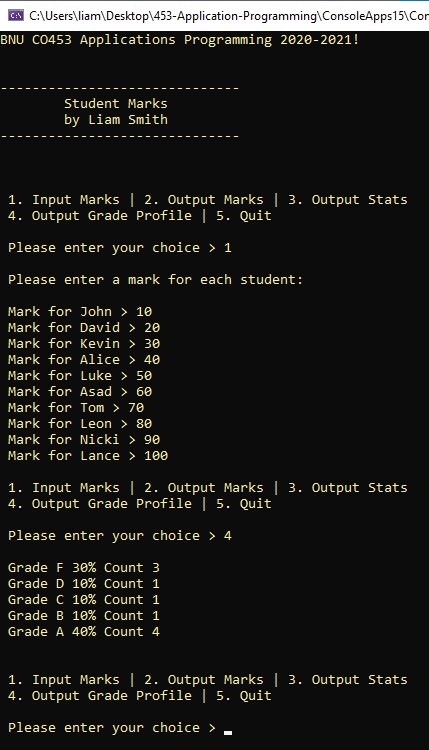 C:\Users\liam\Desktop\453-Application-Programming\ConsoleApps15\Con
BNU CO453 Applications Programming 2020-2021!
-----------------------------
Student Marks
by Liam Smith
-----------------------------
1. Input Marks | 2. Output Marks | 3. Output Stats
4. Output Grade Profile | 5. Quit
Please enter your choice > 1
Please enter a mark for each student:
Mark for John > 10
Mark for David > 20
Mark for Kevin > 30
Mark for Alice > 40
Mark for Luke > 50
Mark for Asad > 60
Mark for Tom > 70
Mark for Leon > 80
Mark for Nicki > 90
Mark for Lance > 100
1. Input Marks | 2. Output Marks | 3. Output Stats
4. Output Grade Profile | 5. Quit
Please enter your choice > 4
Grade F 30% Count 3
Grade D 10% Count 1
Grade C 10% Count 1
Grade B 10% Count 1
Grade A 40% Count 4
1. Input Marks | 2. Output Marks | 3. Output Stats
4. Output Grade Profile | 5. Quit
Please enter your choice > _